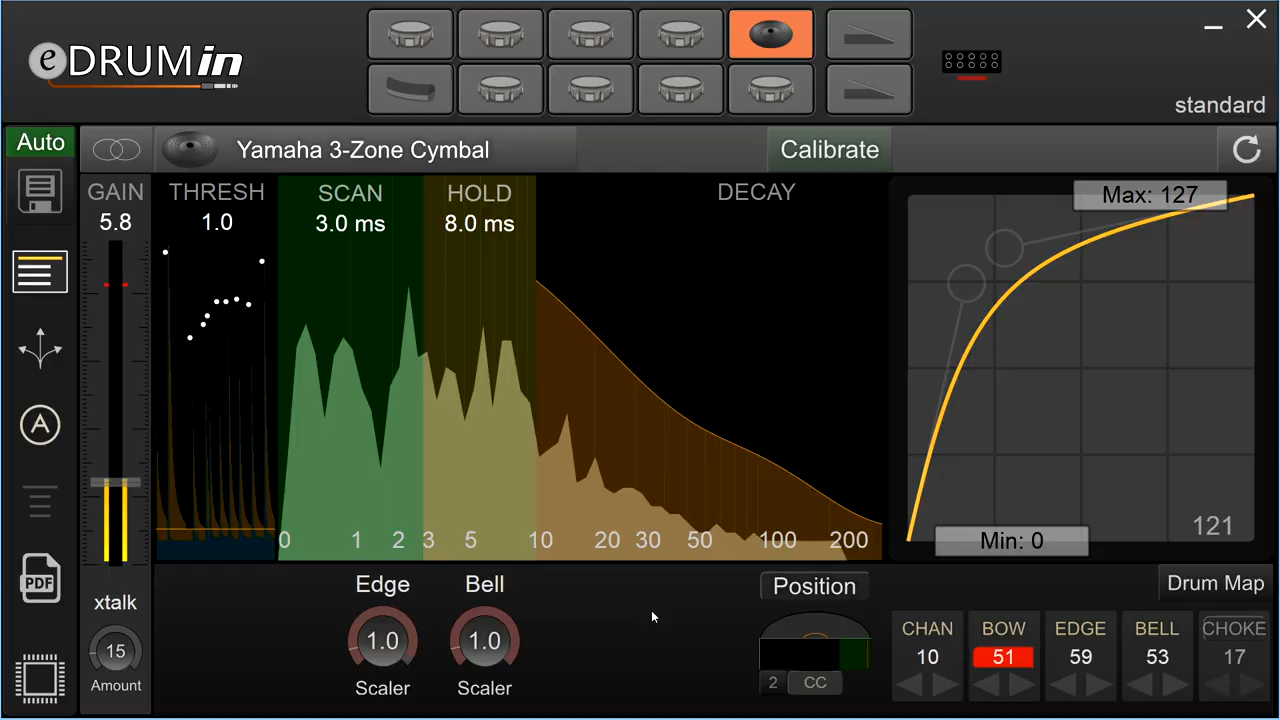 eDRUMin
standard
Auto
Yamaha 3-Zone Cymbal
Calibrate
GAIN
5.8
THRESH
1.0
SCAN
3.0 ms
HOLD
8.0 ms
DECAY
Max: 127
0 1 2 3 5 10 20 30 50 100 200
121
Min: 0
A
PDF
xtalk
15
Amount
Edge
1.0
Scaler
Bell
1.0
Scaler
Position
2 CC
Drum Map
CHAN BOW EDGE BELL CHOKE
10 51 59 53 17